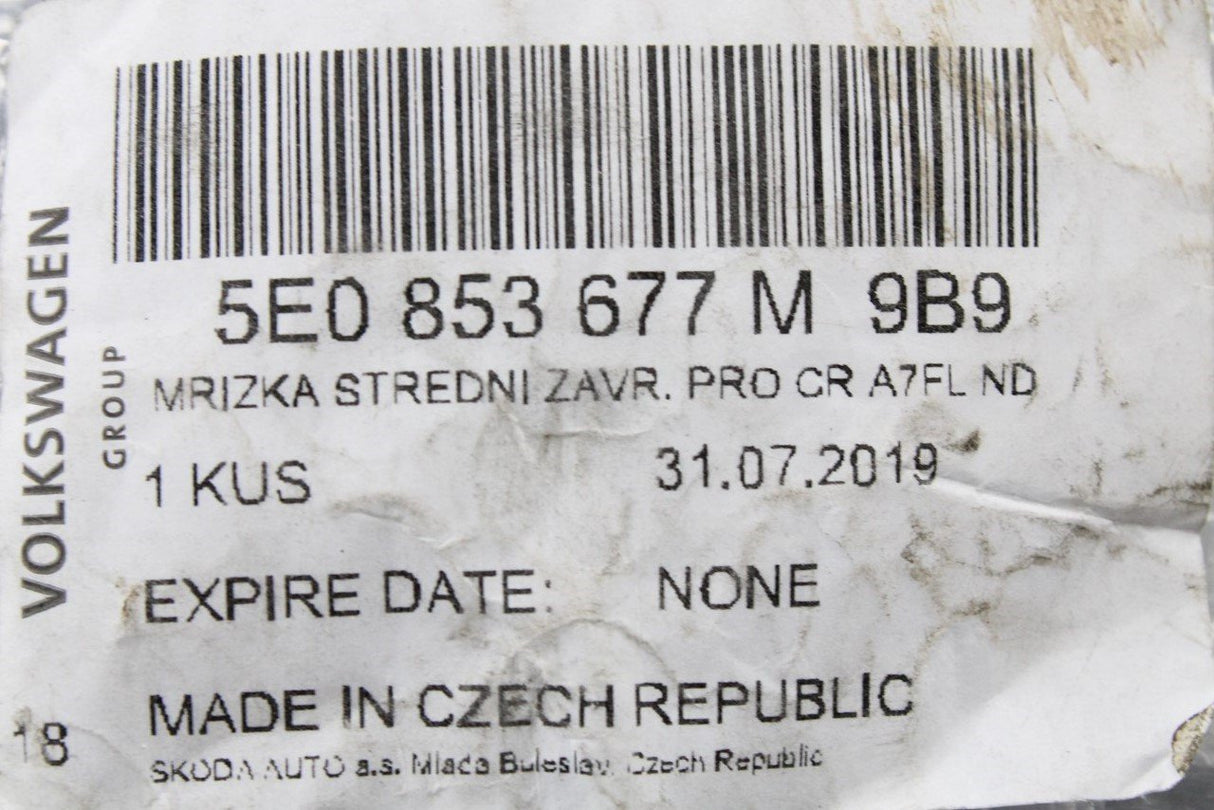 VOLKSWAGEN
GROUP
5E0 853 677 M 9B9
MRIZKA STREDNI ZAVR. PRO CR A7FL ND
1 KUS 31.07.2019
EXPIRE DATE: NONE
MADE IN CZECH REPUBLIC
SKODA AUTO a.s. Mlada Boleslav, Czech Republic
18